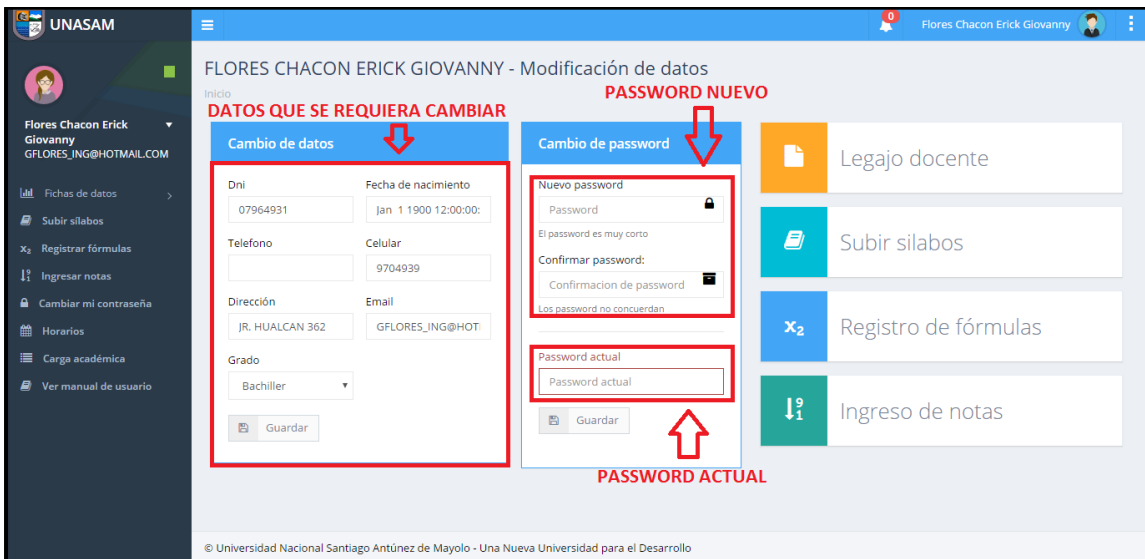 UNASAM
0
Flores Chacon Erick Giovanny
Flores Chacon Erick
Giovanny
GFLORES_ING@HOTMAIL.COM
Fichas de datos
Subir sílabos
Registrar fórmulas
Ingresar notas
Cambiar mi contraseña
Horarios
Carga académica
Ver manual de usuario
FLORES CHACON ERICK GIOVANNY - Modificación de datos
Inicio
DATOS QUE SE REQUIERA CAMBIAR
PASSWORD NUEVO
Cambio de datos
Dni
Fecha de nacimiento
07964931
Jan 1 1900 12:00:00:
Telefono
Celular
9704939
Dirección
Email
JR. HUALCAN 362
GFLORES_ING@HOTI
Grado
Bachiller
Guardar
Cambio de password
Nuevo password
Password
El password es muy corto
Confirmar password:
Confirmacion de password
Los password no concuerdan
Password actual
Password actual
Guardar
PASSWORD ACTUAL
Legajo docente
Subir silabos
x₂
Registro de fórmulas
Ingreso de notas
© Universidad Nacional Santiago Antúnez de Mayolo - Una Nueva Universidad para el Desarrollo